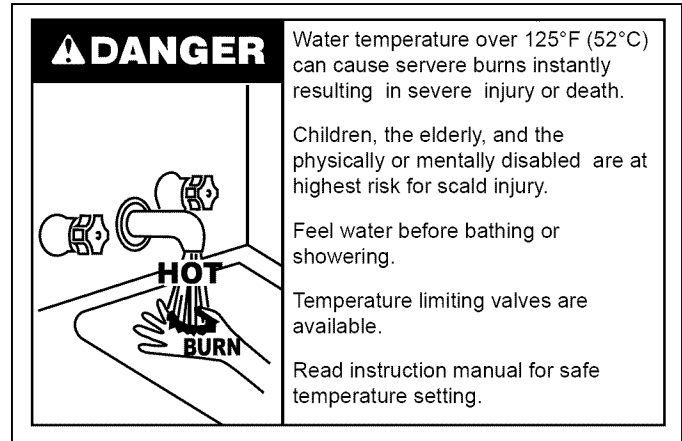 DANGER
HOT
BURN
Water temperature over 125°F (52°C)
can cause servere burns instantly
resulting in severe injury or death.
Children, the elderly, and the
physically or mentally disabled are at
highest risk for scald injury.
Feel water before bathing or
showering.
Temperature limiting valves are
available.
Read instruction manual for safe
temperature setting.